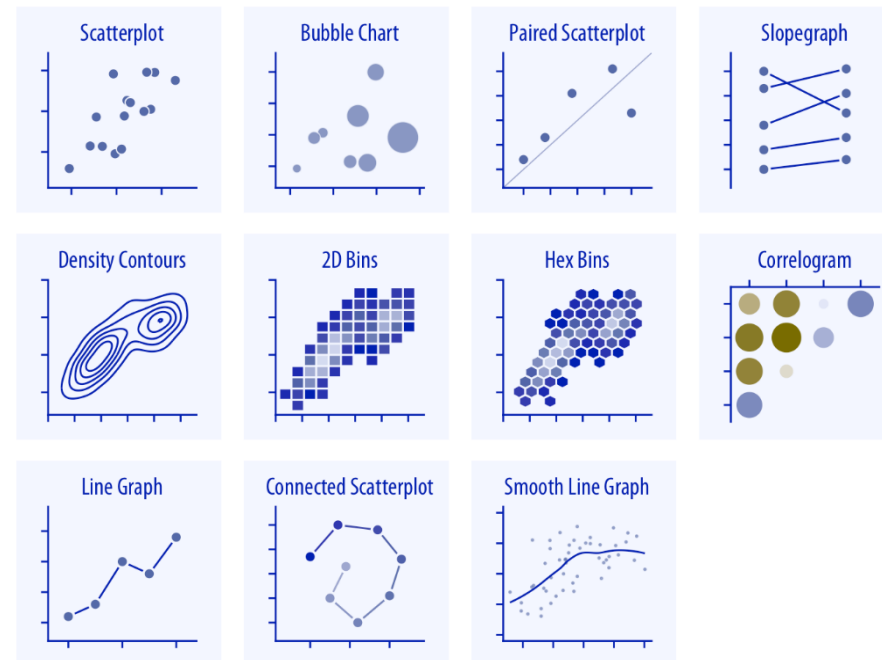 Scatterplot
Bubble Chart
Paired Scatterplot
Slopegraph
Density Contours
2D Bins
Hex Bins
Correlogram
Line Graph
Connected Scatterplot
Smooth Line Graph